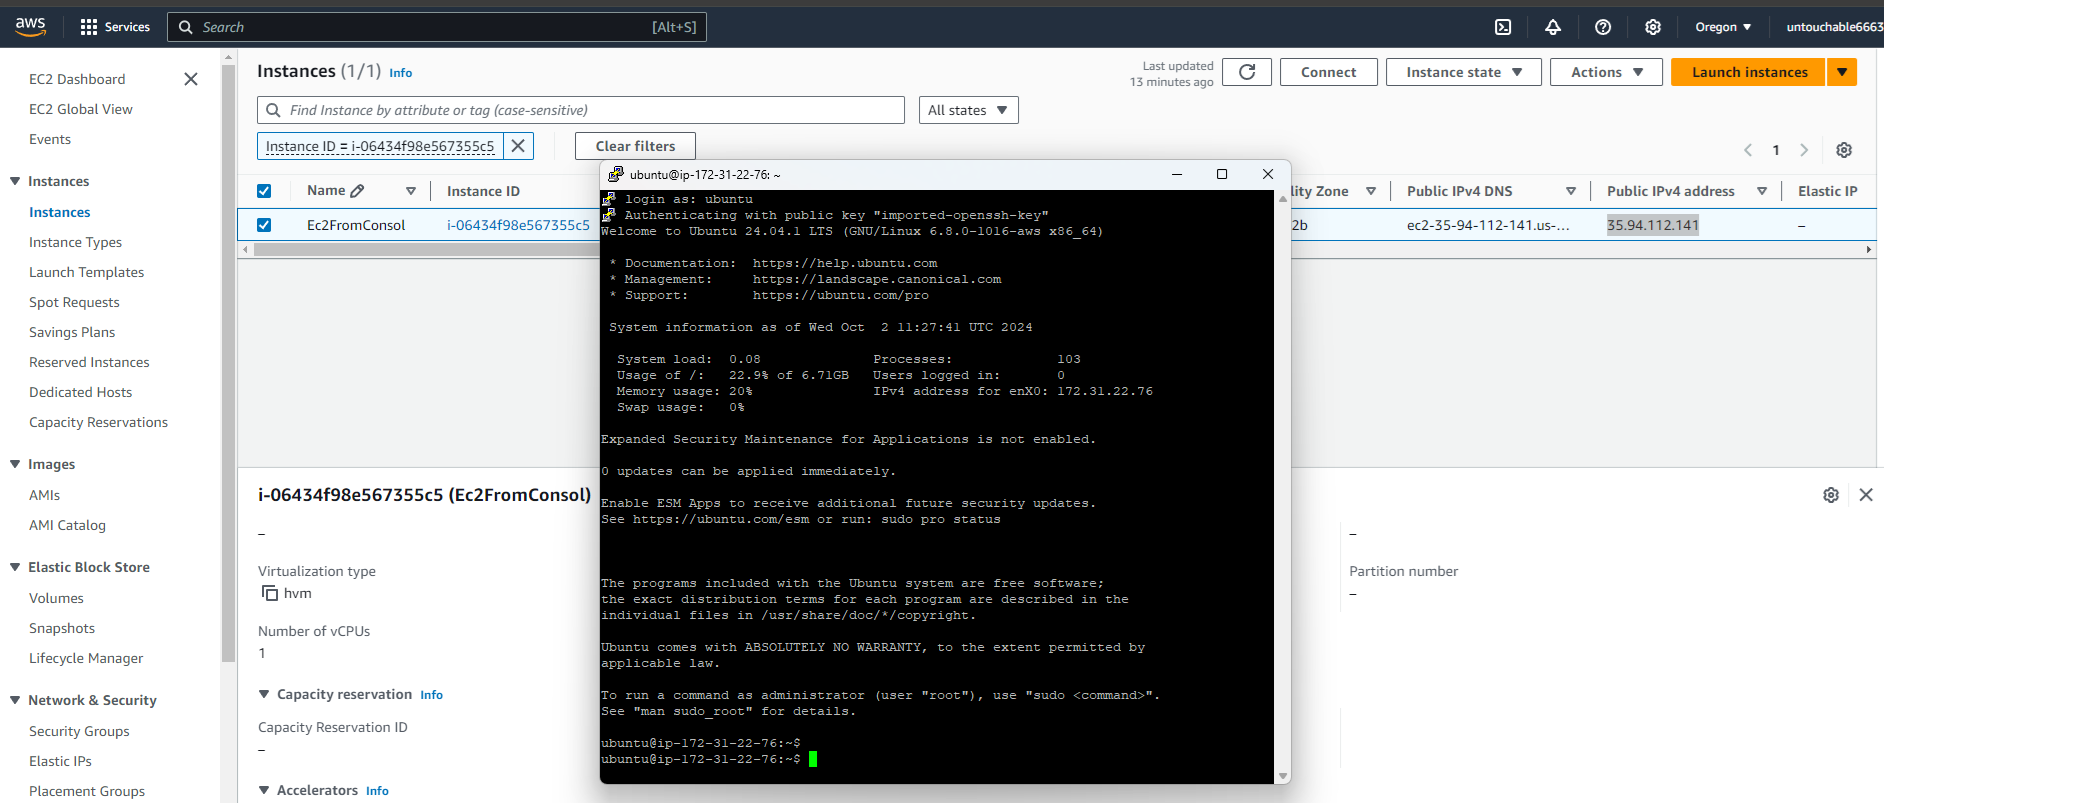 aws
Services
Search
[Alt+S]
Oregon
untouchable6663
EC2 Dashboard
EC2 Global View
Events
Instances
Instances
Instance Types
Launch Templates
Spot Requests
Savings Plans
Reserved Instances
Dedicated Hosts
Capacity Reservations
Images
AMIs
AMI Catalog
Elastic Block Store
Volumes
Snapshots
Lifecycle Manager
Network & Security
Security Groups
Elastic IPs
Placement Groups
Instances (1/1) Info
Last updated
13 minutes ago
Connect
Instance state
Actions
Launch instances
Find Instance by attribute or tag (case-sensitive)
All states
Instance ID = i-06434f98e567355c5
Clear filters
1
Name
Instance ID
lity Zone
Public IPv4 DNS
Public IPv4 address
Elastic IP
Ec2FromConsol
i-06434f98e567355c5
2b
ec2-35-94-112-141.us-...
35.94.112.141
–
ubuntu@ip-172-31-22-76: ~
login as: ubuntu
Authenticating with public key "imported-openssh-key"
Welcome to Ubuntu 24.04.1 LTS (GNU/Linux 6.8.0-1016-aws x86_64)
* Documentation: https://help.ubuntu.com
* Management: https://landscape.canonical.com
* Support: https://ubuntu.com/pro
System information as of Wed Oct 2 11:27:41 UTC 2024
System load: 0.08 Processes: 103
Usage of /: 22.9% of 6.71GB Users logged in: 0
Memory usage: 20% IPv4 address for enX0: 172.31.22.76
Swap usage: 0%
Expanded Security Maintenance for Applications is not enabled.
0 updates can be applied immediately.
Enable ESM Apps to receive additional future security updates.
See https://ubuntu.com/esm or run: sudo pro status
The programs included with the Ubuntu system are free software;
the exact distribution terms for each program are described in the
individual files in /usr/share/doc/*/copyright.
Ubuntu comes with ABSOLUTELY NO WARRANTY, to the extent permitted by
applicable law.
To run a command as administrator (user "root"), use "sudo <command>".
See "man sudo_root" for details.
ubuntu@ip-172-31-22-76:~$
ubuntu@ip-172-31-22-76:~$
i-06434f98e567355c5 (Ec2FromConsol)
–
–
Virtualization type
hvm
Partition number
–
Number of vCPUs
1
Capacity reservation Info
Capacity Reservation ID
–
Accelerators Info